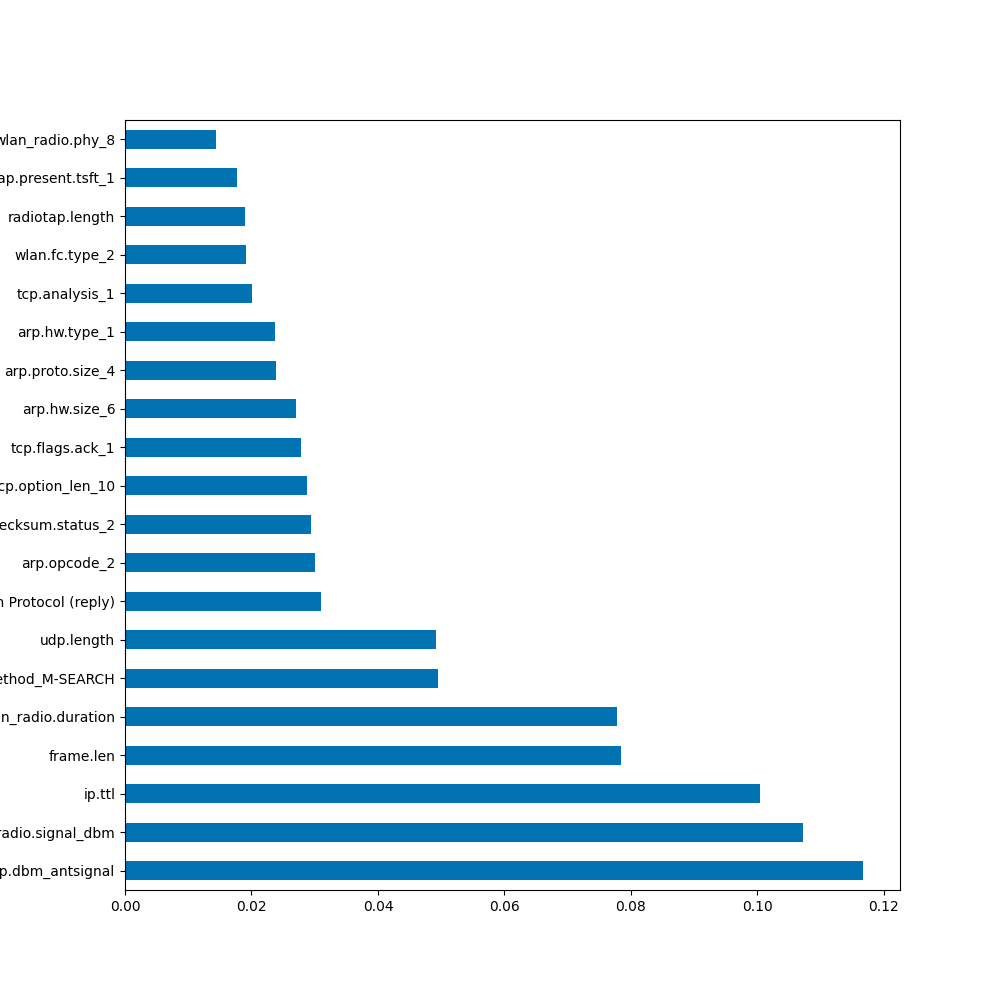 wlan_radio.phy_8
ap.present.tsft_1
radiotap.length
wlan.fc.type_2
tcp.analysis_1
arp.hw.type_1
arp.proto.size_4
arp.hw.size_6
tcp.flags.ack_1
cp.option_len_10
ecksum.status_2
arp.opcode_2
n Protocol (reply)
udp.length
ethod_M-SEARCH
n_radio.duration
frame.len
ip.ttl
radio.signal_dbm
p.dbm_antsignal
0.00 0.02 0.04 0.06 0.08 0.10 0.12